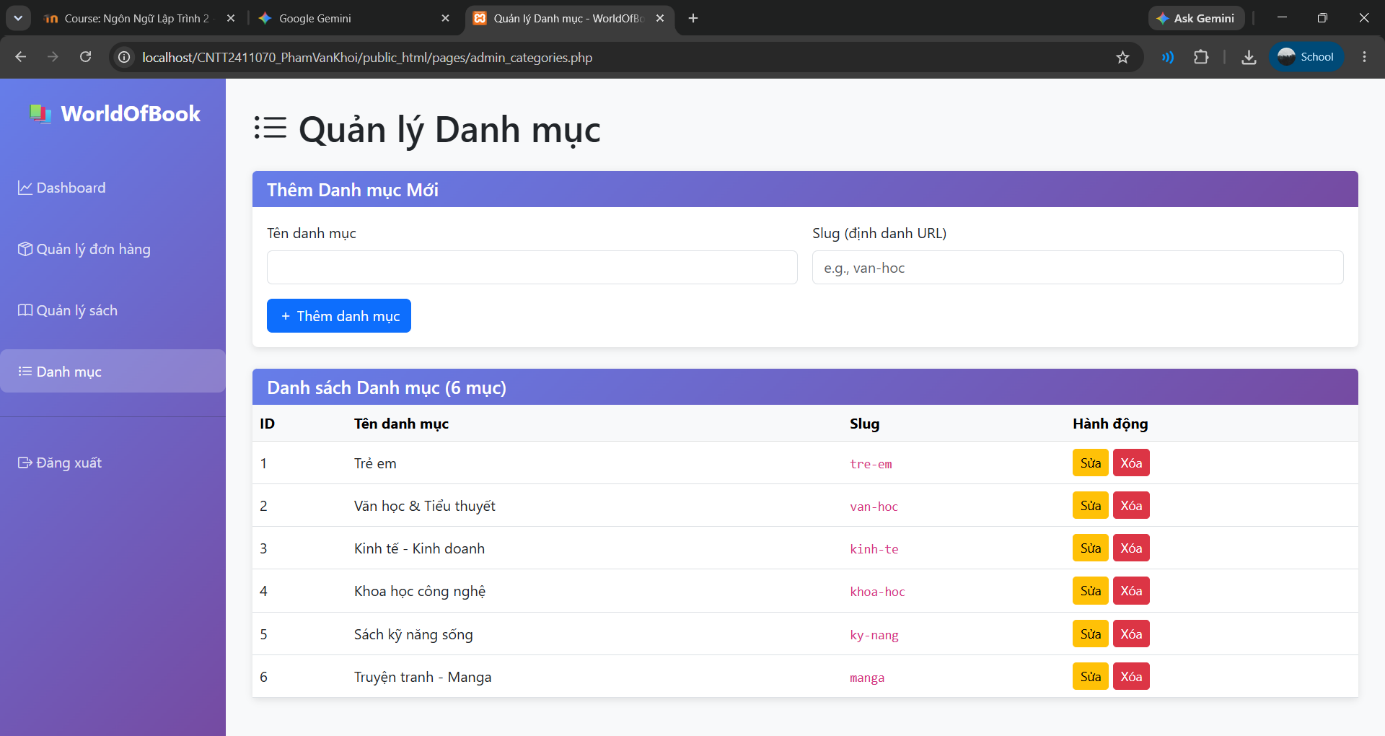 Course: Ngôn Ngữ Lập Trình 2
Google Gemini
Quản lý Danh mục - WorldOfBo
Ask Gemini
localhost/CNTT2411070_PhamVanKhoi/public_html/pages/admin_categories.php
School
WorldOfBook
Dashboard
Quản lý đơn hàng
Quản lý sách
Danh mục
Đăng xuất
Quản lý Danh mục
Thêm Danh mục Mới
Tên danh mục Slug (định danh URL)
e.g., van-hoc
+ Thêm danh mục
Danh sách Danh mục (6 mục)
ID Tên danh mục Slug Hành động
1 Trẻ em tre-em Sửa Xóa
2 Văn học & Tiểu thuyết van-hoc Sửa Xóa
3 Kinh tế - Kinh doanh kinh-te Sửa Xóa
4 Khoa học công nghệ khoa-hoc Sửa Xóa
5 Sách kỹ năng sống ky-nang Sửa Xóa
6 Truyện tranh - Manga manga Sửa Xóa